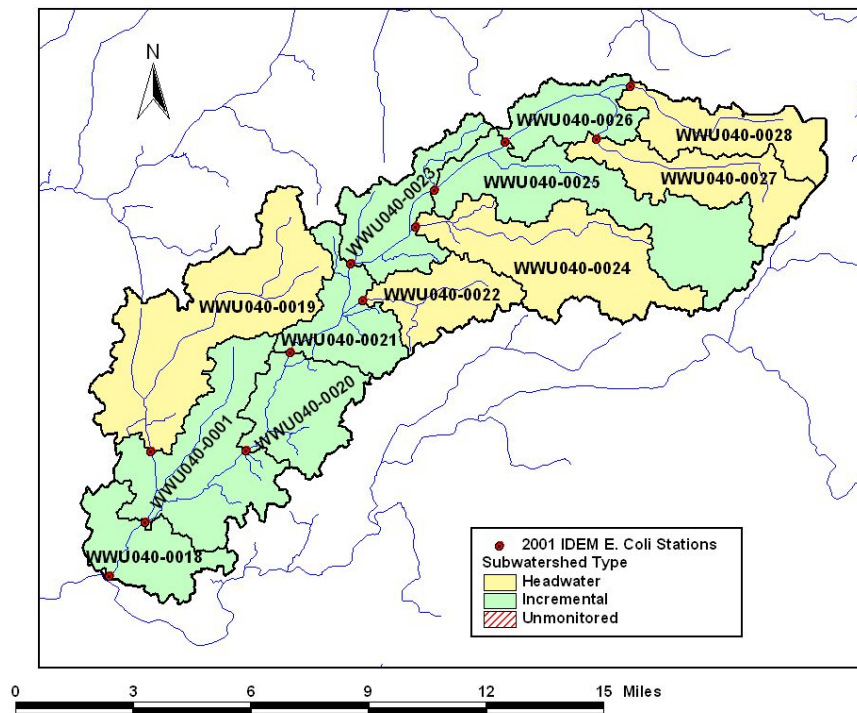 N
WWU040-0026
WWU040-0028
WWU040-0023
WWU040-0025
WWU040-0027
WWU040-0024
WWU040-0019
WWU040-0022
WWU040-0021
WWU040-0020
WWU040-0001
WWU040-0018
2001 IDEM E. Coli Stations
Subwatershed Type
Headwater
Incremental
Unmonitored
0 3 6 9 12 15 Miles